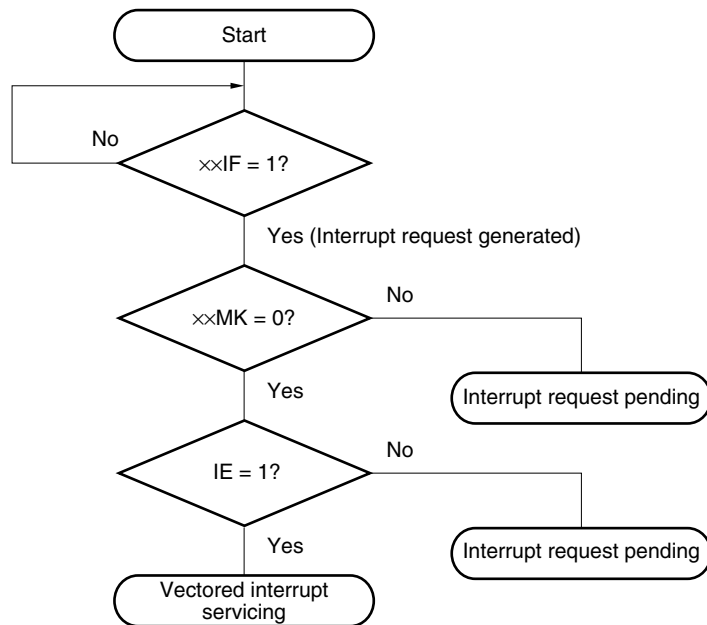 Start
No
××IF = 1?
Yes (Interrupt request generated)
××MK = 0?
No
Interrupt request pending
Yes
IE = 1?
No
Interrupt request pending
Yes
Vectored interrupt
servicing